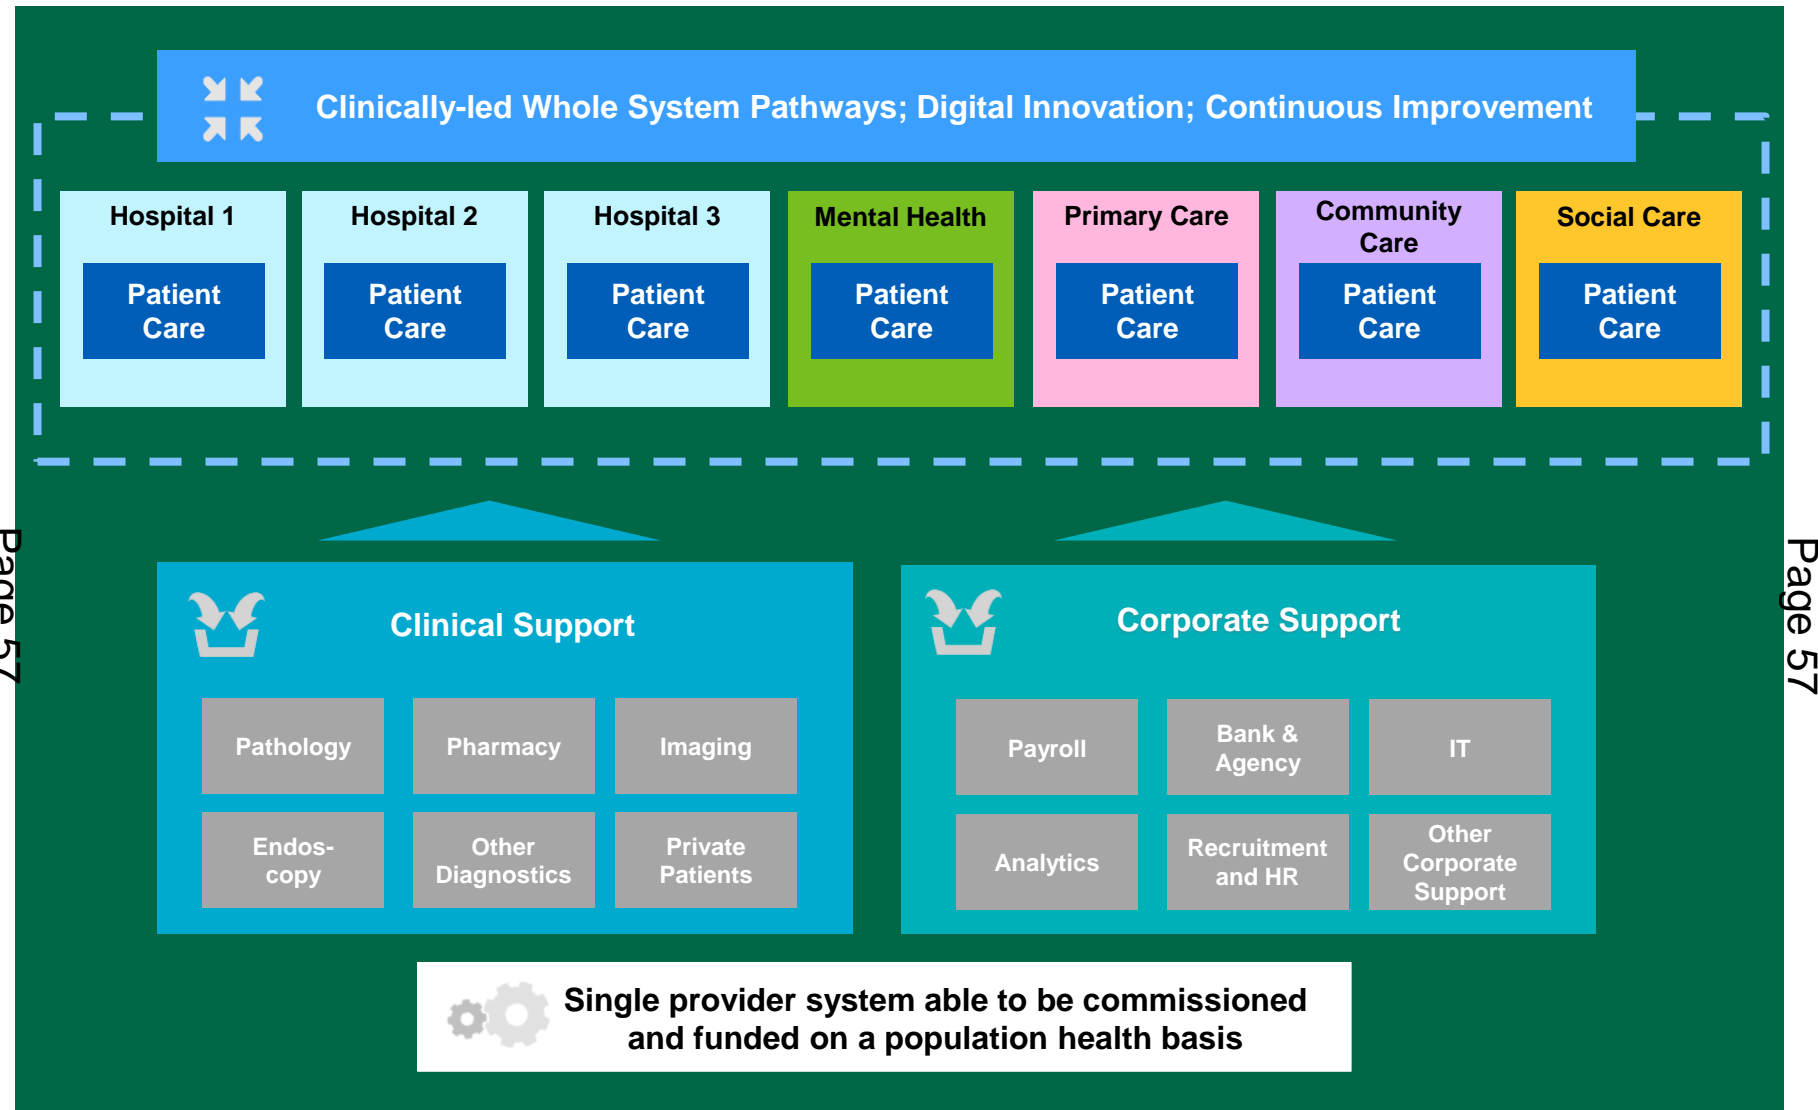 Clinically-led Whole System Pathways; Digital Innovation; Continuous Improvement
Hospital 1
Patient
Care
Hospital 2
Patient
Care
Hospital 3
Patient
Care
Mental Health
Patient
Care
Primary Care
Patient
Care
Community
Care
Patient
Care
Social Care
Patient
Care
Page 57
Page 57
Clinical Support
Pathology
Pharmacy
Imaging
Endos-
copy
Other
Diagnostics
Private
Patients
Corporate Support
Payroll
Bank &
Agency
IT
Analytics
Recruitment
and HR
Other
Corporate
Support
Single provider system able to be commissioned
and funded on a population health basis